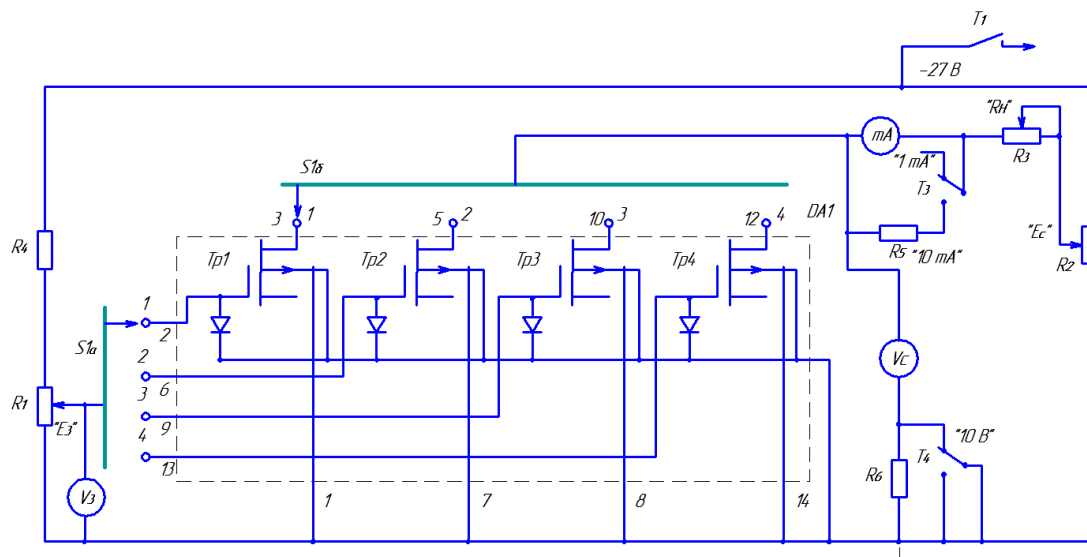 T1
-27 В
"Rн"
mA
R3
"1 mA"
T3
S1б
3 1
5 2
10 3
12 4
DA1
R4
Tp1
Tp2
Tp3
Tp4
R5
"10 mA"
"Ec"
R2
1
2
S1a
2
6
3
9
4
13
Vc
R1
"Eз"
"10 В"
T4
R6
Vз
1
7
8
14